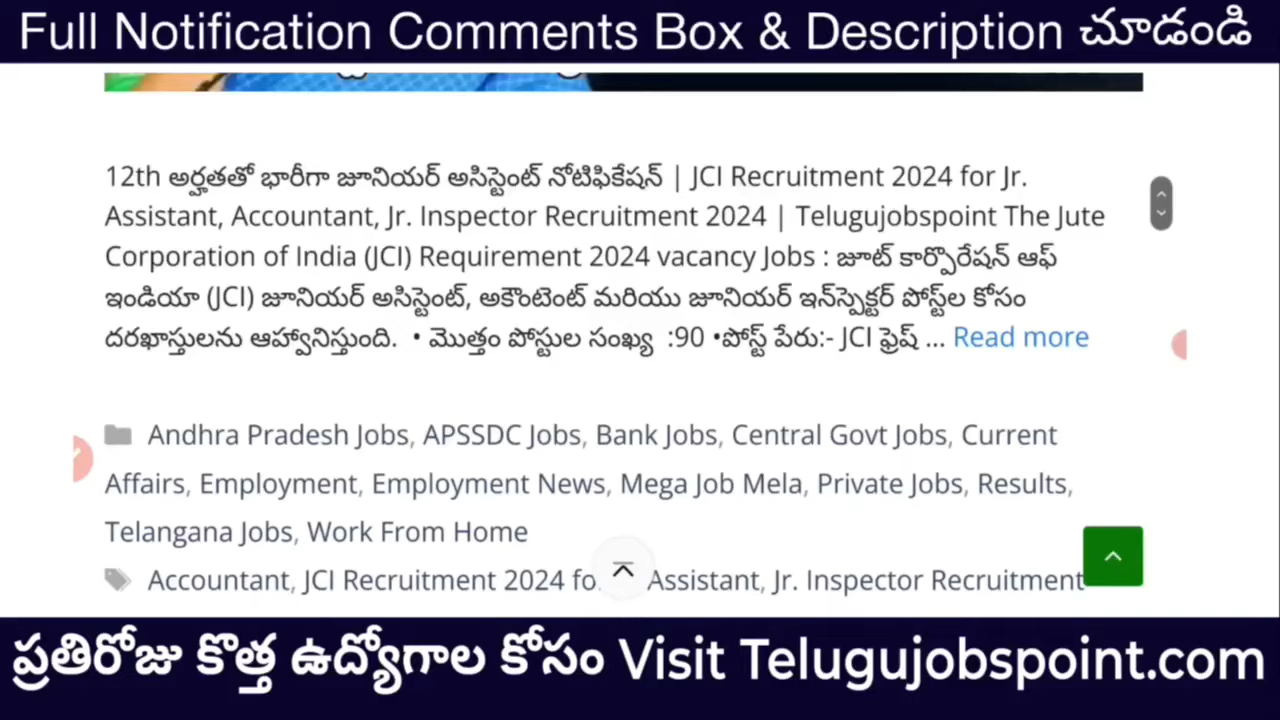 Full Notification Comments Box & Description చూడండి
12th అర్హతతో భారీగా జూనియర్ అసిస్టెంట్ నోటిఫికేషన్ | JCI Recruitment 2024 for Jr.
Assistant, Accountant, Jr. Inspector Recruitment 2024 | Telugujobspoint The Jute
Corporation of India (JCI) Requirement 2024 vacancy Jobs : జూట్ కార్పొరేషన్ ఆఫ్
ఇండియా (JCI) జూనియర్ అసిస్టెంట్, అకౌంటెంట్ మరియు జూనియర్ ఇన్‌స్పెక్టర్ పోస్ట్‌ల కోసం
దరఖాస్తులను ఆహ్వానిస్తుంది. • మొత్తం పోస్టుల సంఖ్య :90 •పోస్ట్ పేరు:- JCI ఫ్రెష్ ... Read more
Andhra Pradesh Jobs, APSSDC Jobs, Bank Jobs, Central Govt Jobs, Current
Affairs, Employment, Employment News, Mega Job Mela, Private Jobs, Results,
Telangana Jobs, Work From Home
Accountant, JCI Recruitment 2024 fo Assistant, Jr. Inspector Recruitment
ప్రతిరోజు కొత్త ఉద్యోగాల కోసం Visit Telugujobspoint.com